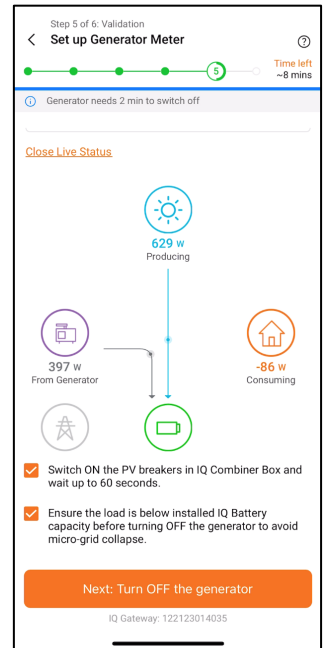 Step 5 of 6: Validation
Set up Generator Meter
5
Time left
~8 mins
Generator needs 2 min to switch off
Close Live Status
629 W
Producing
397 W
From Generator
-86 W
Consuming
Switch ON the PV breakers in IQ Combiner Box and
wait up to 60 seconds.
Ensure the load is below installed IQ Battery
capacity before turning OFF the generator to avoid
micro-grid collapse.
Next: Turn OFF the generator
IQ Gateway: 122123014035